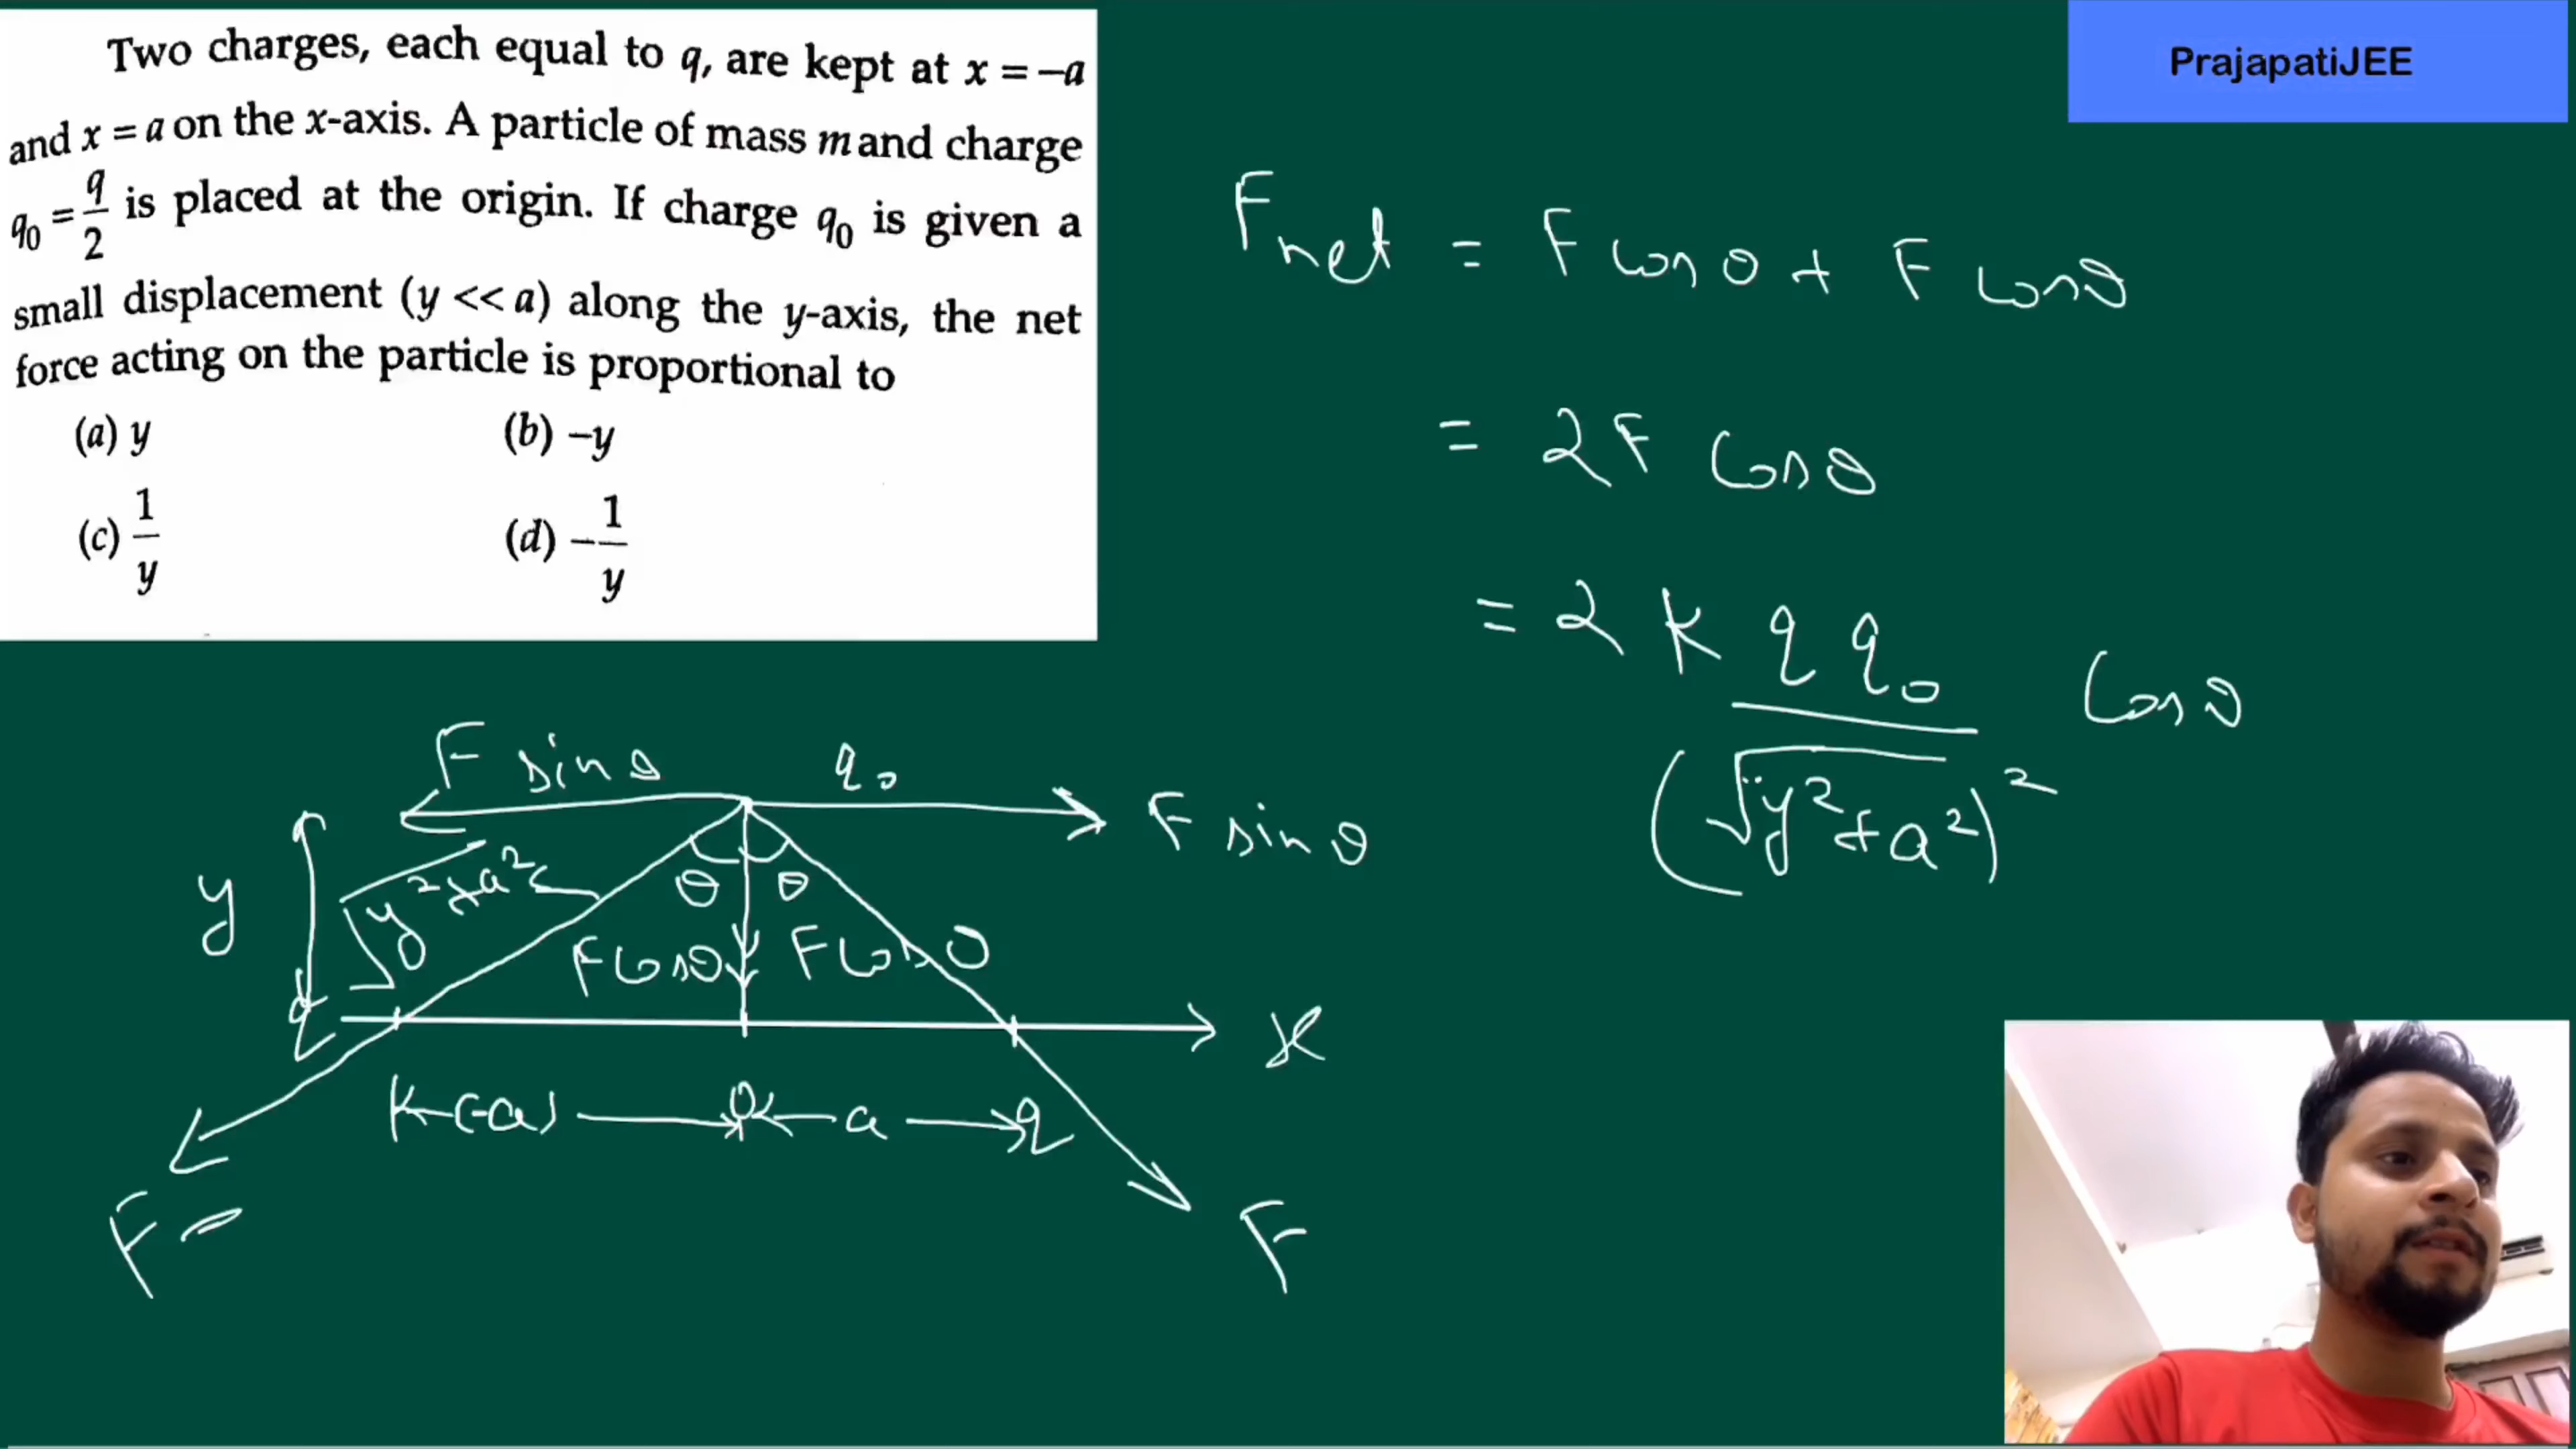 Two charges, each equal to q, are kept at x = –a
and x = a on the x-axis. A particle of mass m and charge
q₀ = q/2 is placed at the origin. If charge q₀ is given a
small displacement (y << a) along the y-axis, the net
force acting on the particle is proportional to
(a) y (b) –y
(c) 1/y (d) –1/y
PrajapatiJEE
F net = F cos θ + F cos θ
= 2F cos θ
= 2 K q q₀ / (√y²+a²)² cos θ
F sin θ q₀ F sin θ
y √y²+a² θ θ
F cos θ F cos θ
q x
(-a) a q
F = F